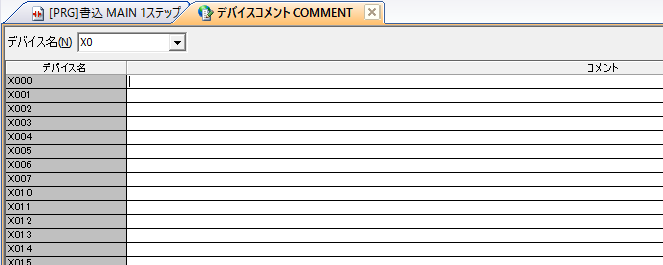 [PRG]書込 MAIN 1ステップ デバイスコメント COMMENT
デバイス名(N) X0
デバイス名 コメント
X000
X001
X002
X003
X004
X005
X006
X007
X010
X011
X012
X013
X014
X015